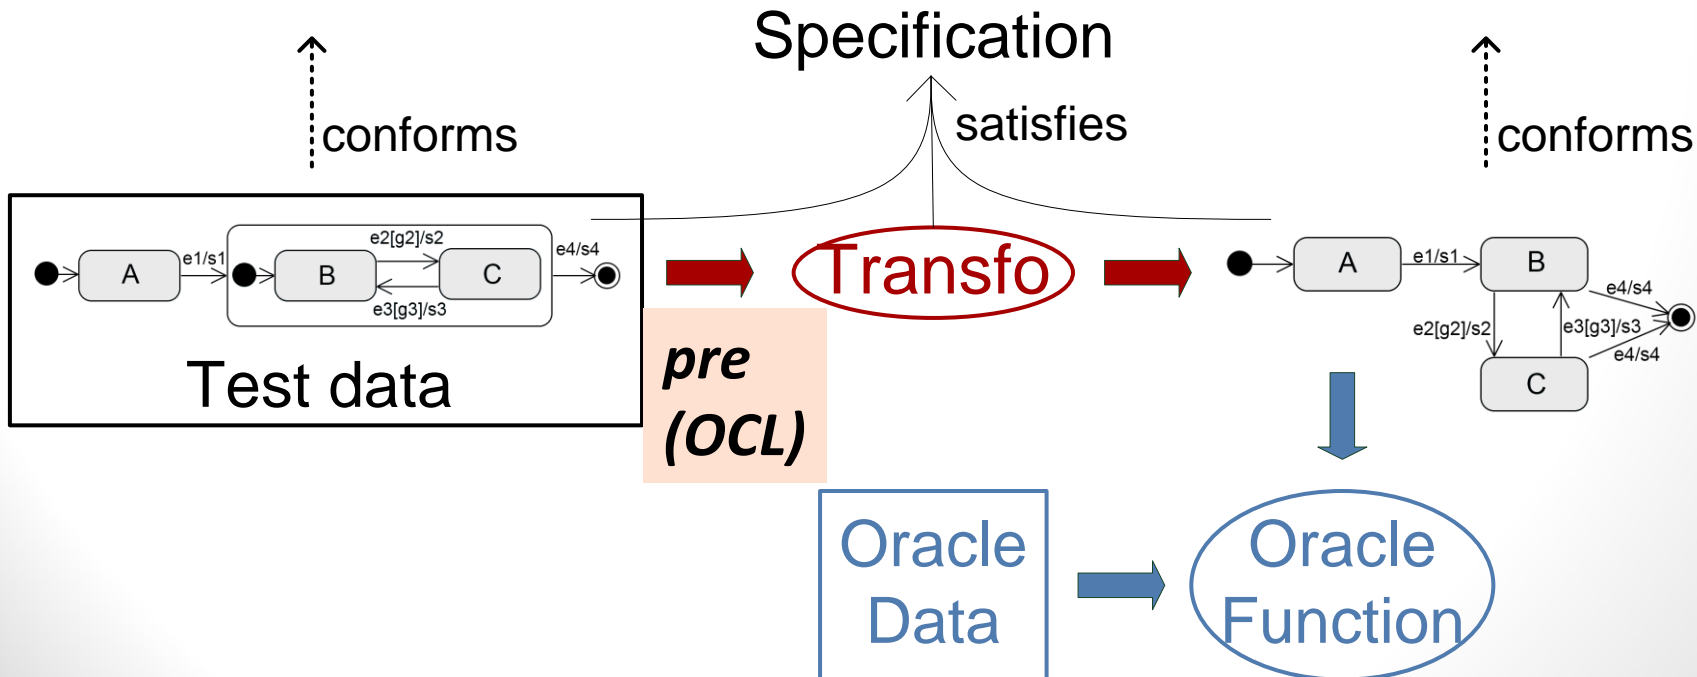 Specification
conforms
satisfies
conforms
A
e1/s1
B
e2[g2]/s2
e3[g3]/s3
C
e4/s4
Test data
pre
(OCL)
Transfo
A
e1/s1
B
e4/s4
e2[g2]/s2
e3[g3]/s3
e4/s4
C
Oracle
Data
Oracle
Function